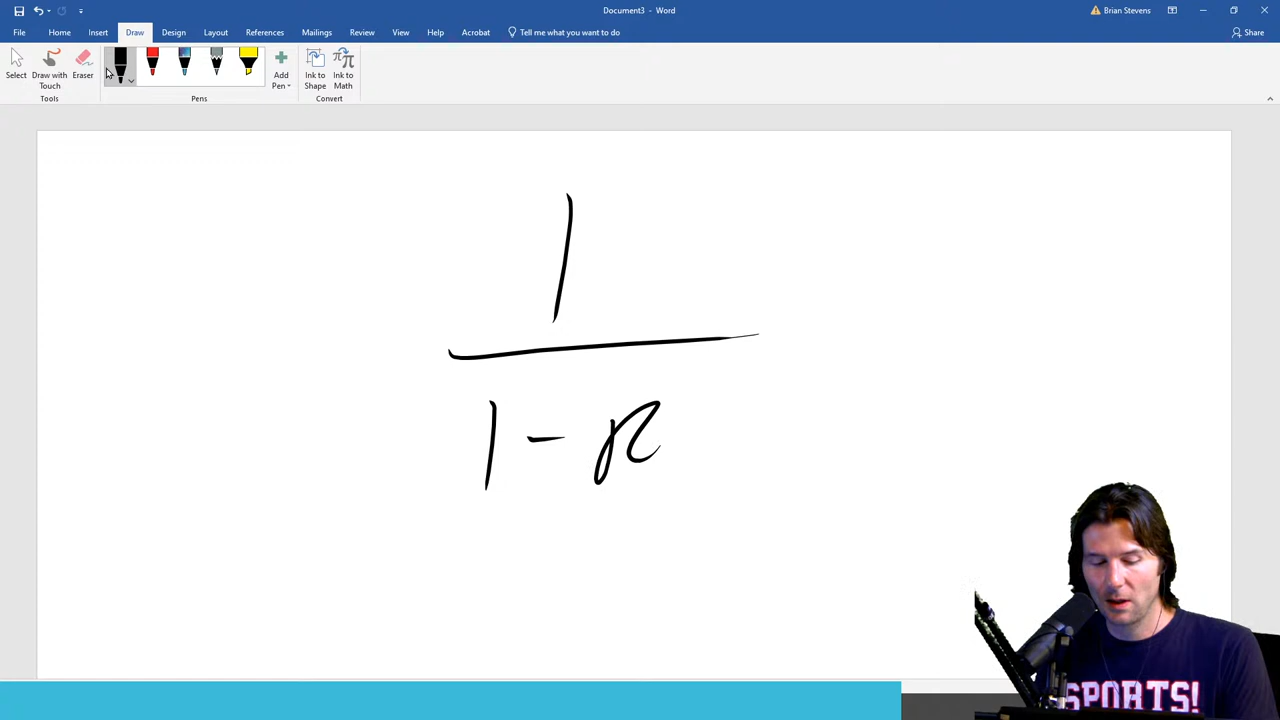 Document3 - Word
Brian Stevens
File Home Insert Draw Design Layout References Mailings Review View Help Acrobat Tell me what you want to do Share
Select
Draw with Touch
Eraser
Add Pen
Ink to Shape
Ink to Math
Tools Pens Convert
1
1 - r
SPORTS!